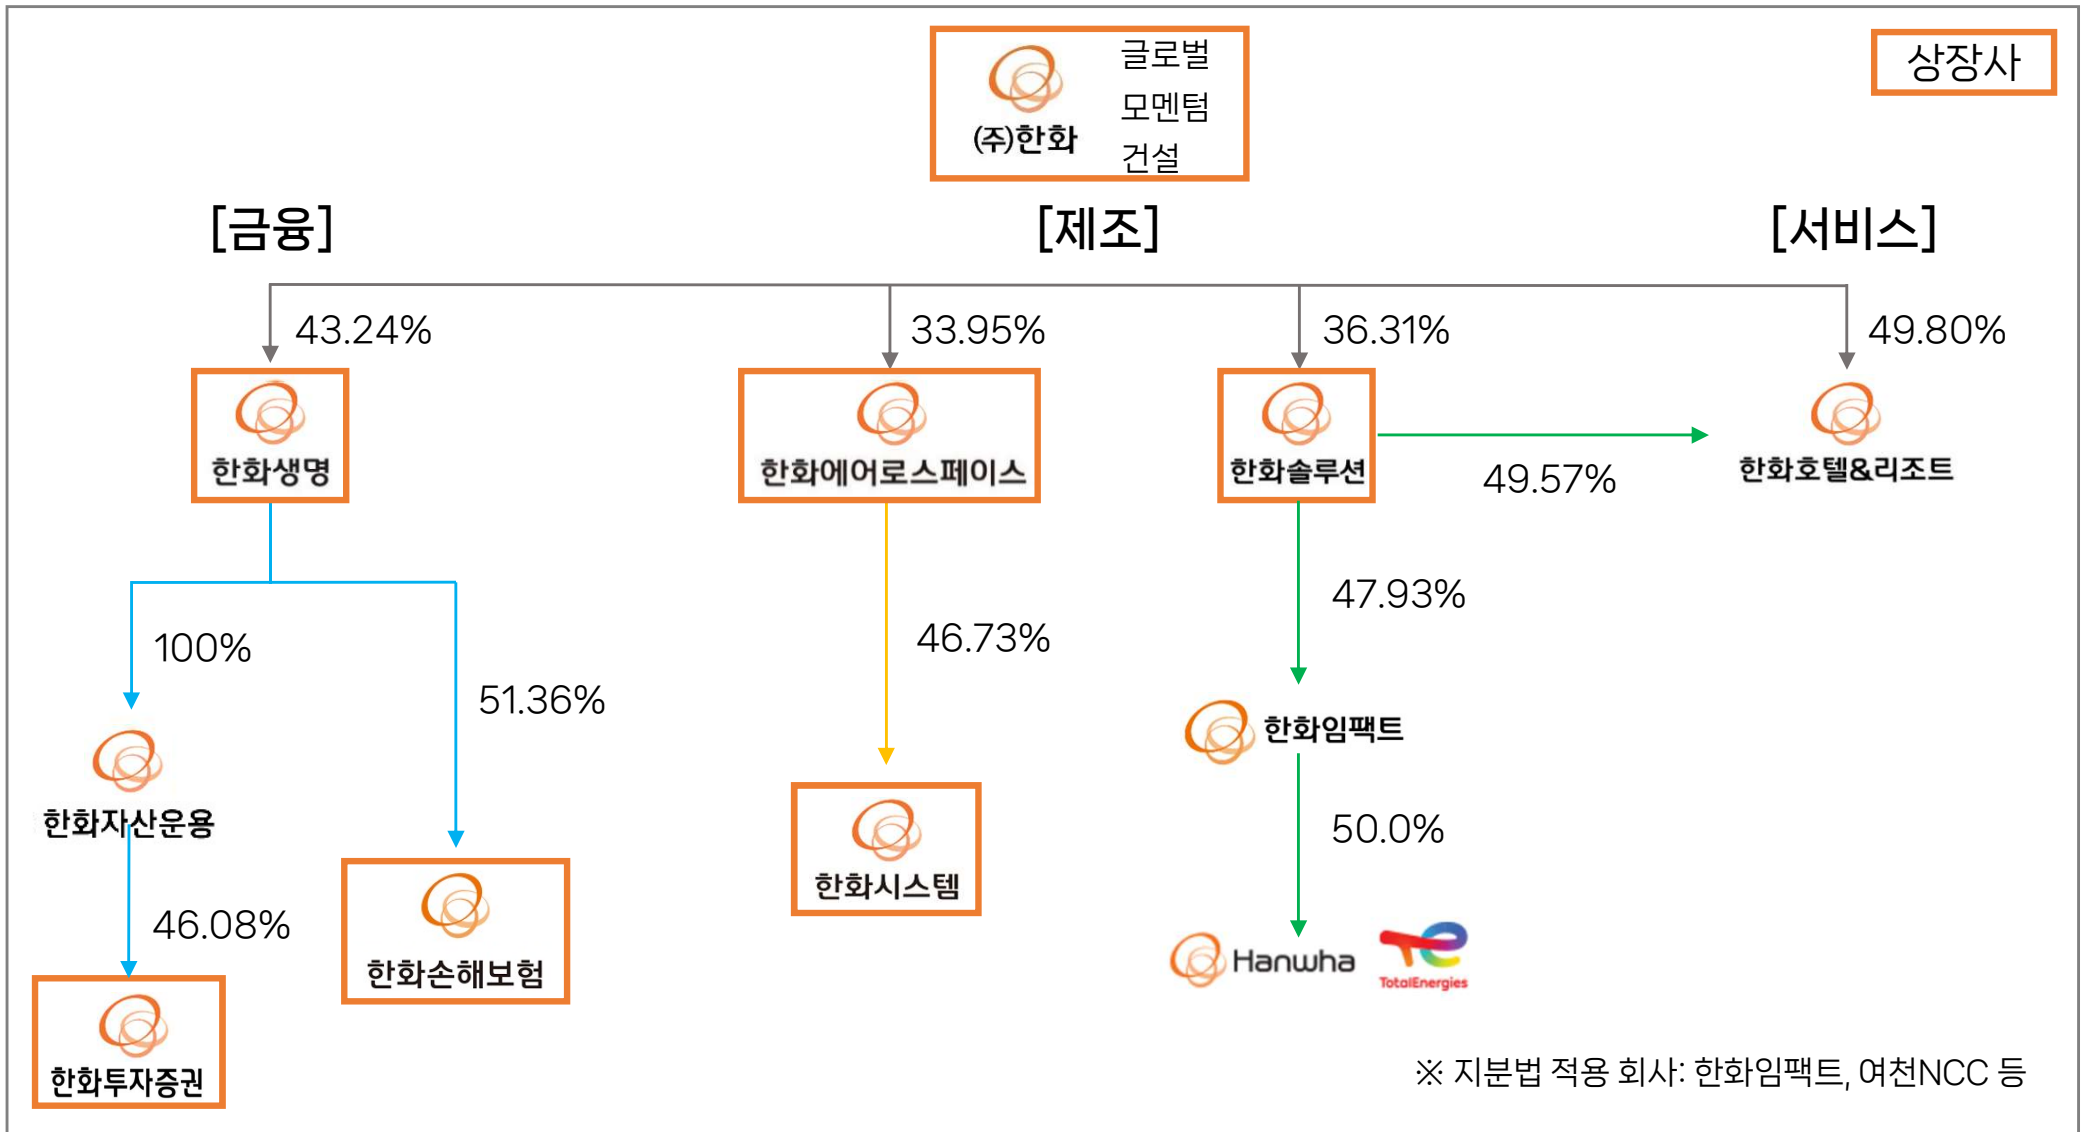 (주)한화
글로벌
모멘텀
건설
상장사
[금융]
[제조]
[서비스]
43.24%
33.95%
36.31%
49.80%
한화생명
한화에어로스페이스
한화솔루션
49.57%
한화호텔&리조트
100%
51.36%
46.73%
47.93%
한화자산운용
한화임팩트
46.08%
한화손해보험
한화시스템
50.0%
한화투자증권
Hanwha
TotalEnergies
※ 지분법 적용 회사: 한화임팩트, 여천NCC 등